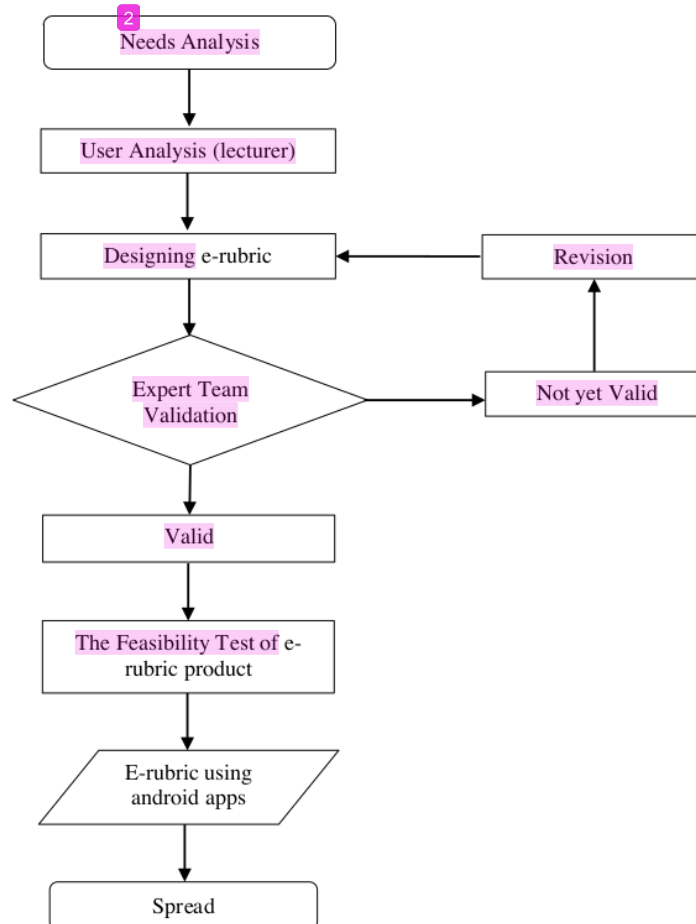 2
Needs Analysis
User Analysis (lecturer)
Designing e-rubric
Revision
Expert Team
Validation
Not yet Valid
Valid
The Feasibility Test of e-
rubric product
E-rubric using
android apps
Spread